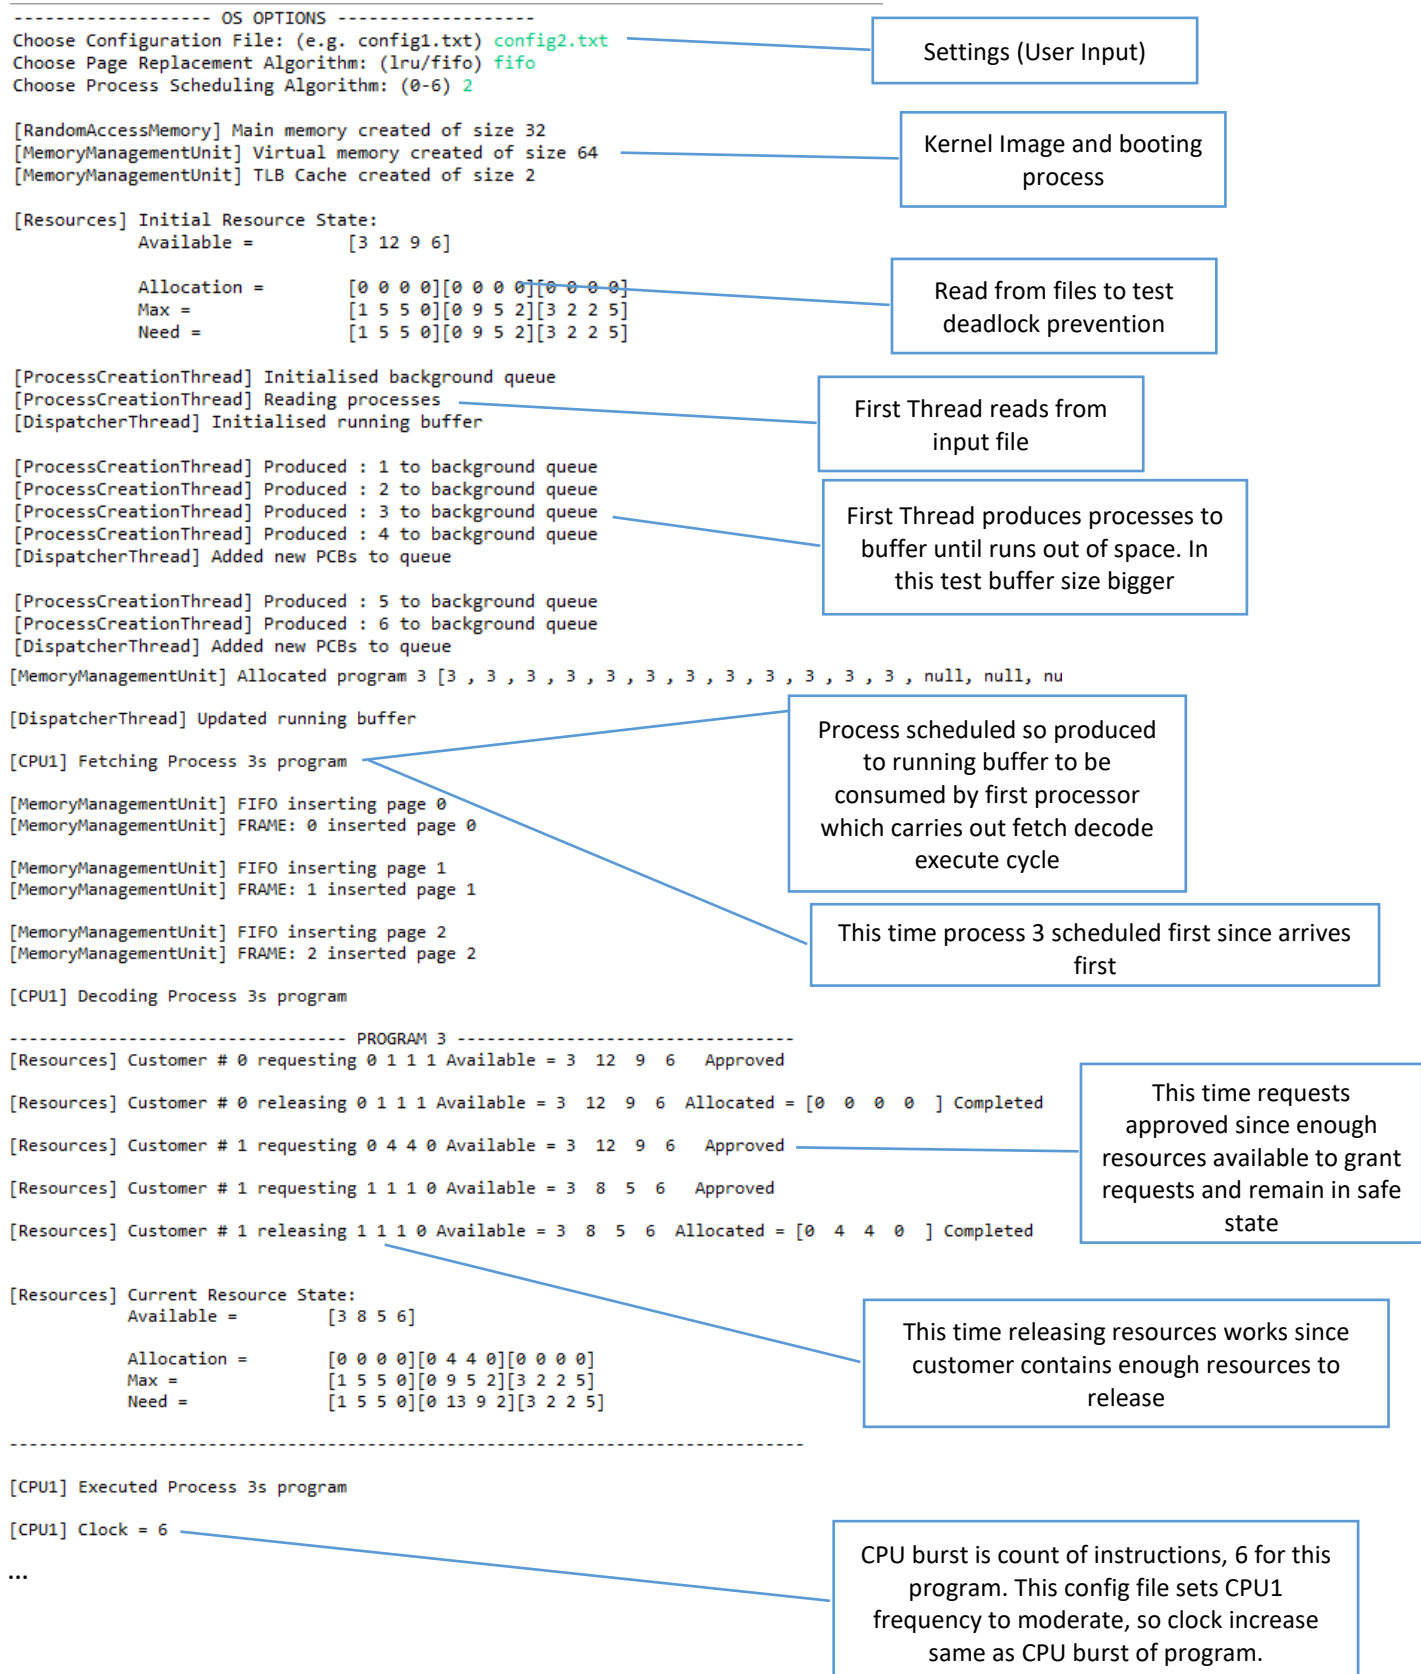 ------------------- OS OPTIONS -------------------
Choose Configuration File: (e.g. config1.txt) config2.txt
Choose Page Replacement Algorithm: (lru/fifo) fifo
Choose Process Scheduling Algorithm: (0-6) 2
Settings (User Input)
[RandomAccessMemory] Main memory created of size 32
[MemoryManagementUnit] Virtual memory created of size 64
[MemoryManagementUnit] TLB Cache created of size 2
Kernel Image and booting
process
[Resources] Initial Resource State:
Available = [3 12 9 6]
Allocation = [0 0 0 0][0 0 0 0][0 0 0 0]
Max = [1 5 5 0][0 9 5 2][3 2 2 5]
Need = [1 5 5 0][0 9 5 2][3 2 2 5]
Read from files to test
deadlock prevention
[ProcessCreationThread] Initialised background queue
[ProcessCreationThread] Reading processes
[DispatcherThread] Initialised running buffer
First Thread reads from
input file
[ProcessCreationThread] Produced : 1 to background queue
[ProcessCreationThread] Produced : 2 to background queue
[ProcessCreationThread] Produced : 3 to background queue
[ProcessCreationThread] Produced : 4 to background queue
[DispatcherThread] Added new PCBs to queue
First Thread produces processes to
buffer until runs out of space. In
this test buffer size bigger
[ProcessCreationThread] Produced : 5 to background queue
[ProcessCreationThread] Produced : 6 to background queue
[DispatcherThread] Added new PCBs to queue
[MemoryManagementUnit] Allocated program 3 [3 , 3 , 3 , 3 , 3 , 3 , 3 , 3 , 3 , 3 , 3 , 3 , null, null, nu
[DispatcherThread] Updated running buffer
[CPU1] Fetching Process 3s program
Process scheduled so produced
to running buffer to be
consumed by first processor
which carries out fetch decode
execute cycle
[MemoryManagementUnit] FIFO inserting page 0
[MemoryManagementUnit] FRAME: 0 inserted page 0
[MemoryManagementUnit] FIFO inserting page 1
[MemoryManagementUnit] FRAME: 1 inserted page 1
[MemoryManagementUnit] FIFO inserting page 2
[MemoryManagementUnit] FRAME: 2 inserted page 2
This time process 3 scheduled first since arrives
first
[CPU1] Decoding Process 3s program
---------------------------------- PROGRAM 3 ----------------------------------
[Resources] Customer # 0 requesting 0 1 1 1 Available = 3 12 9 6 Approved
[Resources] Customer # 0 releasing 0 1 1 1 Available = 3 12 9 6 Allocated = [0 0 0 0 ] Completed
[Resources] Customer # 1 requesting 0 4 4 0 Available = 3 12 9 6 Approved
[Resources] Customer # 1 requesting 1 1 1 0 Available = 3 8 5 6 Approved
[Resources] Customer # 1 releasing 1 1 1 0 Available = 3 8 5 6 Allocated = [0 4 4 0 ] Completed
This time requests
approved since enough
resources available to grant
requests and remain in safe
state
[Resources] Current Resource State:
Available = [3 8 5 6]
Allocation = [0 0 0 0][0 4 4 0][0 0 0 0]
Max = [1 5 5 0][0 9 5 2][3 2 2 5]
Need = [1 5 5 0][0 13 9 2][3 2 2 5]
This time releasing resources works since
customer contains enough resources to
release
--------------------------------------------------------------------------------
[CPU1] Executed Process 3s program
[CPU1] Clock = 6
...
CPU burst is count of instructions, 6 for this
program. This config file sets CPU1
frequency to moderate, so clock increase
same as CPU burst of program.